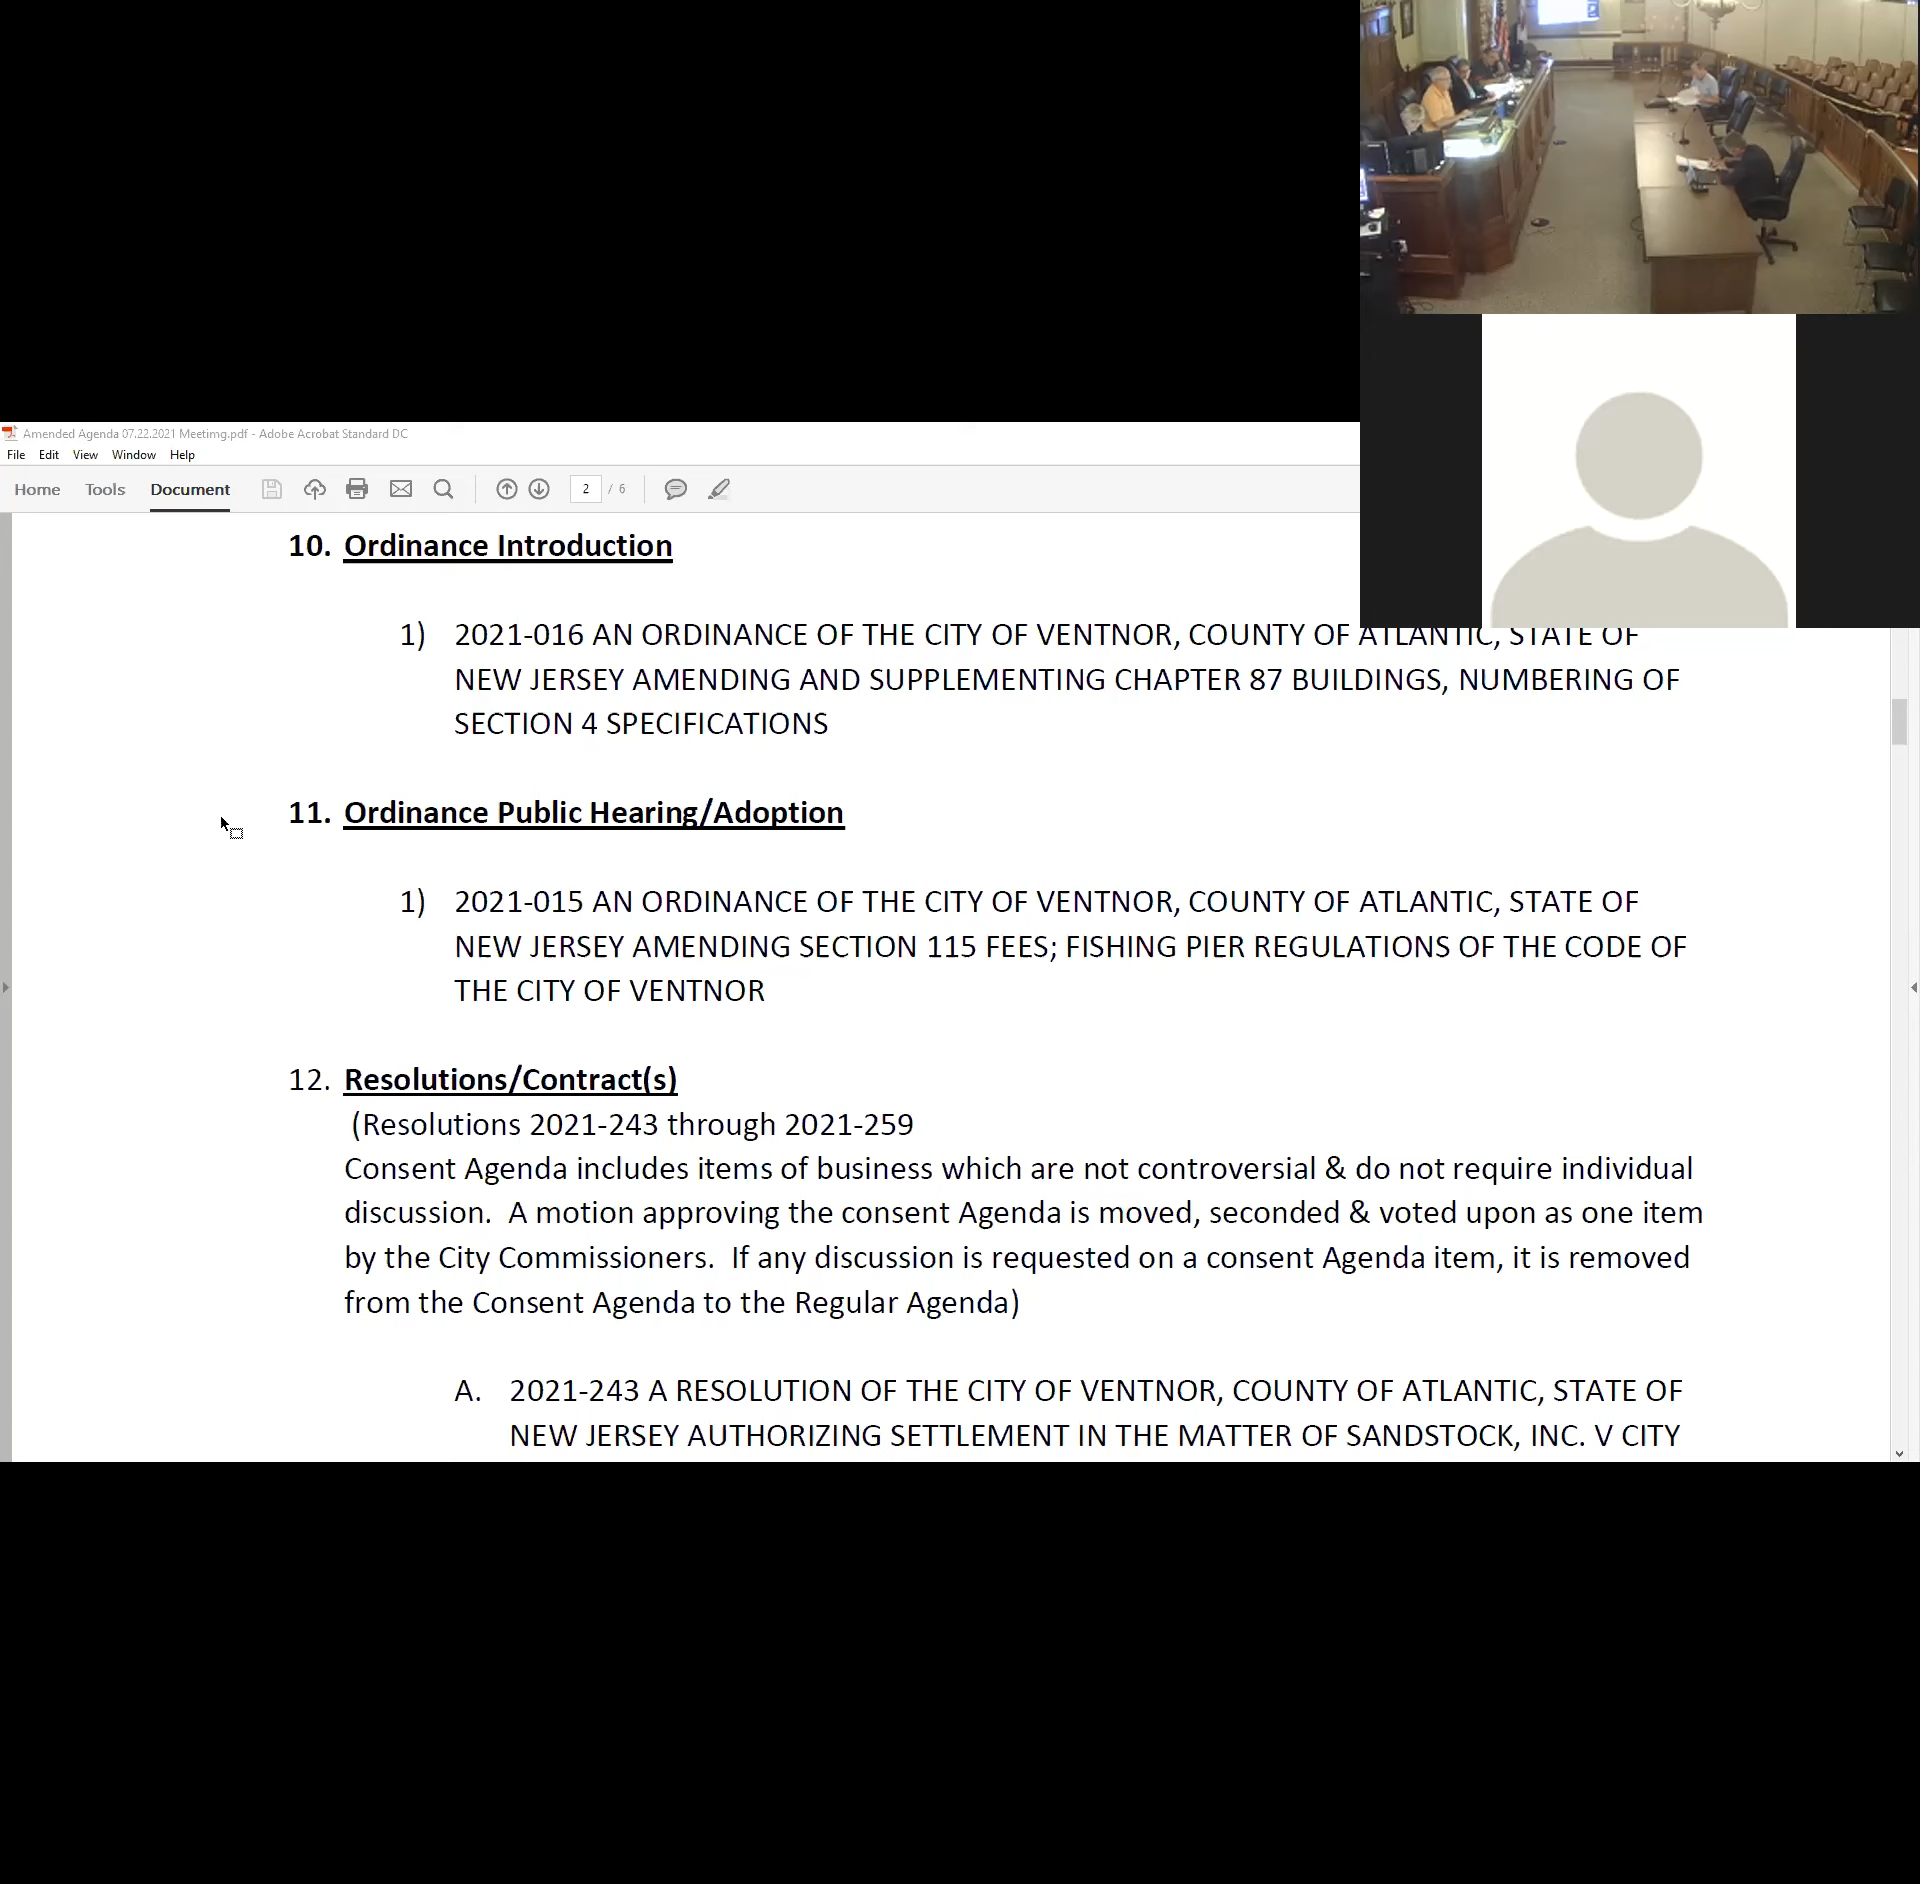 Amended Agenda 07.22.2021 Meetimg.pdf - Adobe Acrobat Standard DC
File Edit View Window Help
Home Tools Document 2 / 6
10. Ordinance Introduction
1) 2021-016 AN ORDINANCE OF THE CITY OF VENTNOR, COUNTY OF ATLANTIC, STATE OF
NEW JERSEY AMENDING AND SUPPLEMENTING CHAPTER 87 BUILDINGS, NUMBERING OF
SECTION 4 SPECIFICATIONS
11. Ordinance Public Hearing/Adoption
1) 2021-015 AN ORDINANCE OF THE CITY OF VENTNOR, COUNTY OF ATLANTIC, STATE OF
NEW JERSEY AMENDING SECTION 115 FEES; FISHING PIER REGULATIONS OF THE CODE OF
THE CITY OF VENTNOR
12. Resolutions/Contract(s)
(Resolutions 2021-243 through 2021-259
Consent Agenda includes items of business which are not controversial & do not require individual
discussion.  A motion approving the consent Agenda is moved, seconded & voted upon as one item
by the City Commissioners.  If any discussion is requested on a consent Agenda item, it is removed
from the Consent Agenda to the Regular Agenda)
A. 2021-243 A RESOLUTION OF THE CITY OF VENTNOR, COUNTY OF ATLANTIC, STATE OF
NEW JERSEY AUTHORIZING SETTLEMENT IN THE MATTER OF SANDSTOCK, INC. V CITY